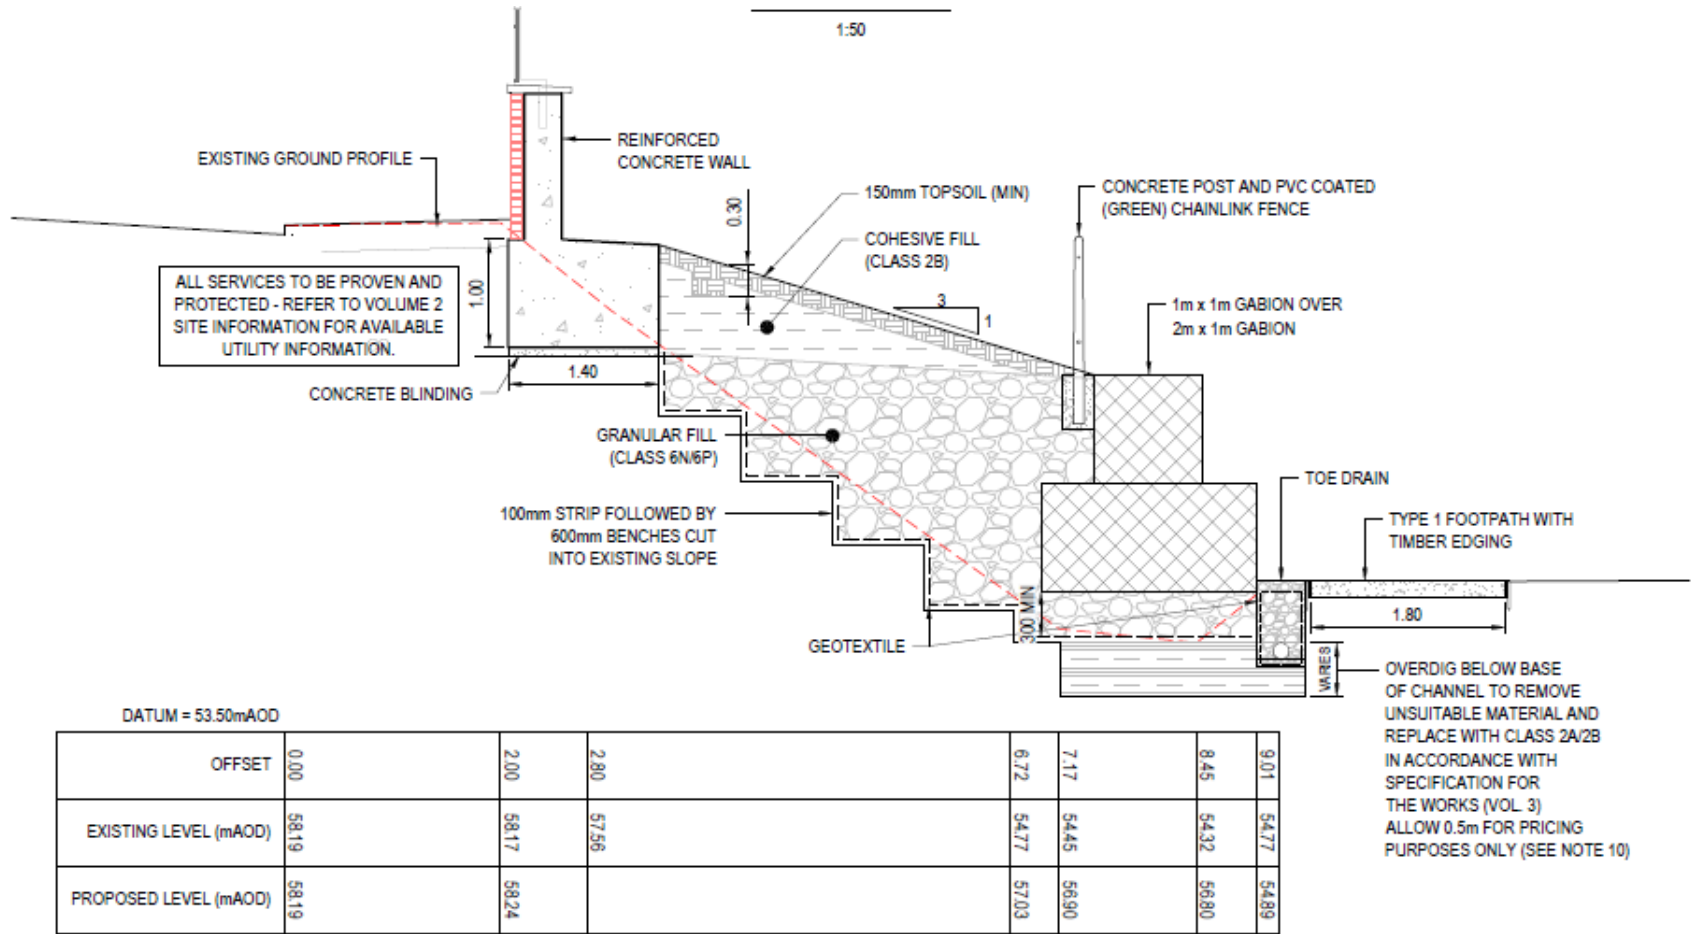 1:50
REINFORCED
CONCRETE WALL
EXISTING GROUND PROFILE
150mm TOPSOIL (MIN)
0.30
CONCRETE POST AND PVC COATED
(GREEN) CHAINLINK FENCE
COHESIVE FILL
(CLASS 2B)
ALL SERVICES TO BE PROVEN AND
PROTECTED - REFER TO VOLUME 2
SITE INFORMATION FOR AVAILABLE
UTILITY INFORMATION.
1.00
3
1
1m x 1m GABION OVER
2m x 1m GABION
1.40
CONCRETE BLINDING
GRANULAR FILL
(CLASS 6N/6P)
TOE DRAIN
100mm STRIP FOLLOWED BY
600mm BENCHES CUT
INTO EXISTING SLOPE
TYPE 1 FOOTPATH WITH
TIMBER EDGING
300 MIN
1.80
GEOTEXTILE
VARIES
OVERDIG BELOW BASE
OF CHANNEL TO REMOVE
UNSUITABLE MATERIAL AND
REPLACE WITH CLASS 2A/2B
IN ACCORDANCE WITH
SPECIFICATION FOR
THE WORKS (VOL. 3)
ALLOW 0.5m FOR PRICING
PURPOSES ONLY (SEE NOTE 10)
DATUM = 53.50mAOD
OFFSET 0.00 2.00 2.80 6.72 7.17 8.45 9.01
EXISTING LEVEL (mAOD) 58.19 58.17 57.56 54.77 54.45 54.32 54.77
PROPOSED LEVEL (mAOD) 58.19 58.24 57.03 56.90 56.80 54.89